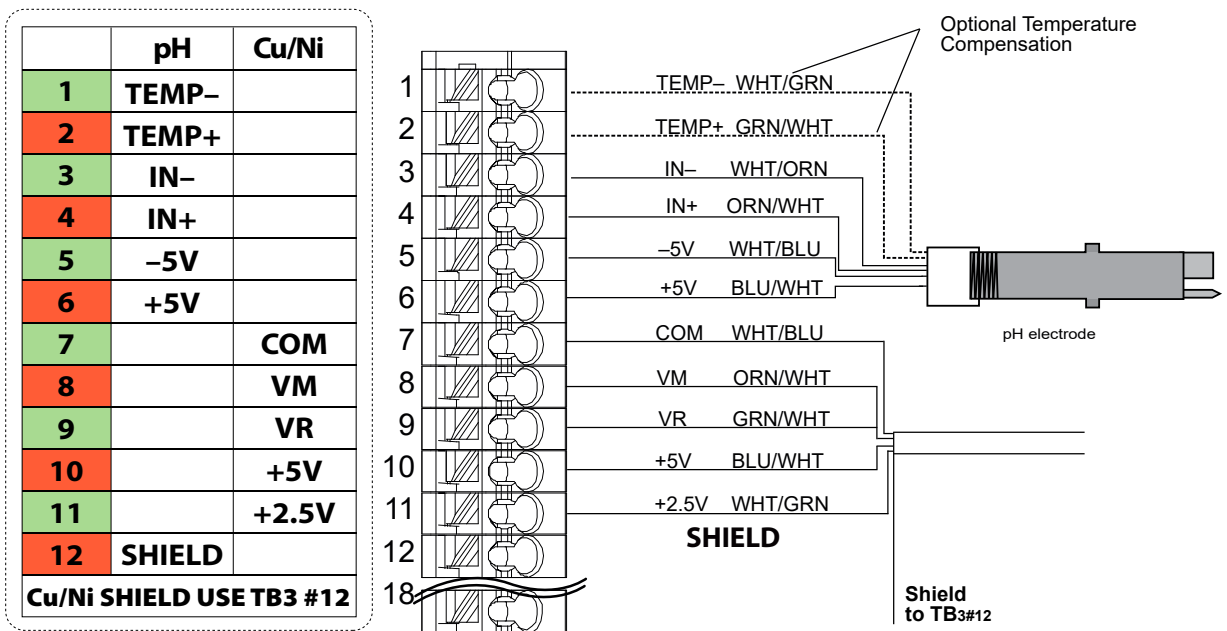 pH Cu/Ni
1 TEMP–
2 TEMP+
3 IN–
4 IN+
5 –5V
6 +5V
7 COM
8 VM
9 VR
10 +5V
11 +2.5V
12 SHIELD
Cu/Ni SHIELD USE TB3 #12
Optional Temperature
Compensation
1 TEMP– WHT/GRN
2 TEMP+ GRN/WHT
3 IN– WHT/ORN
4 IN+ ORN/WHT
5 –5V WHT/BLU
6 +5V BLU/WHT
7 COM WHT/BLU
8 VM ORN/WHT
9 VR GRN/WHT
10 +5V BLU/WHT
11 +2.5V WHT/GRN
12 SHIELD
18
pH electrode
Shield
to TB3#12